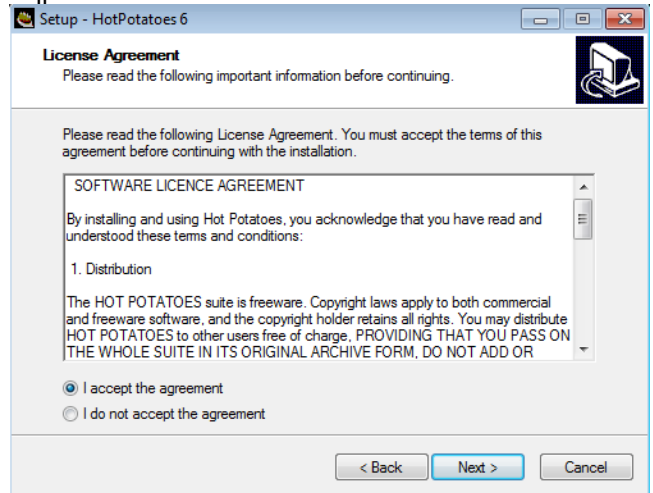 Setup - HotPotatoes 6
License Agreement
Please read the following important information before continuing.
Please read the following License Agreement. You must accept the terms of this
agreement before continuing with the installation.
SOFTWARE LICENCE AGREEMENT
By installing and using Hot Potatoes, you acknowledge that you have read and
understood these terms and conditions:
1. Distribution
The HOT POTATOES suite is freeware. Copyright laws apply to both commercial
and freeware software, and the copyright holder retains all rights. You may distribute
HOT POTATOES to other users free of charge, PROVIDING THAT YOU PASS ON
THE WHOLE SUITE IN ITS ORIGINAL ARCHIVE FORM, DO NOT ADD OR
I accept the agreement
I do not accept the agreement
< Back Next > Cancel